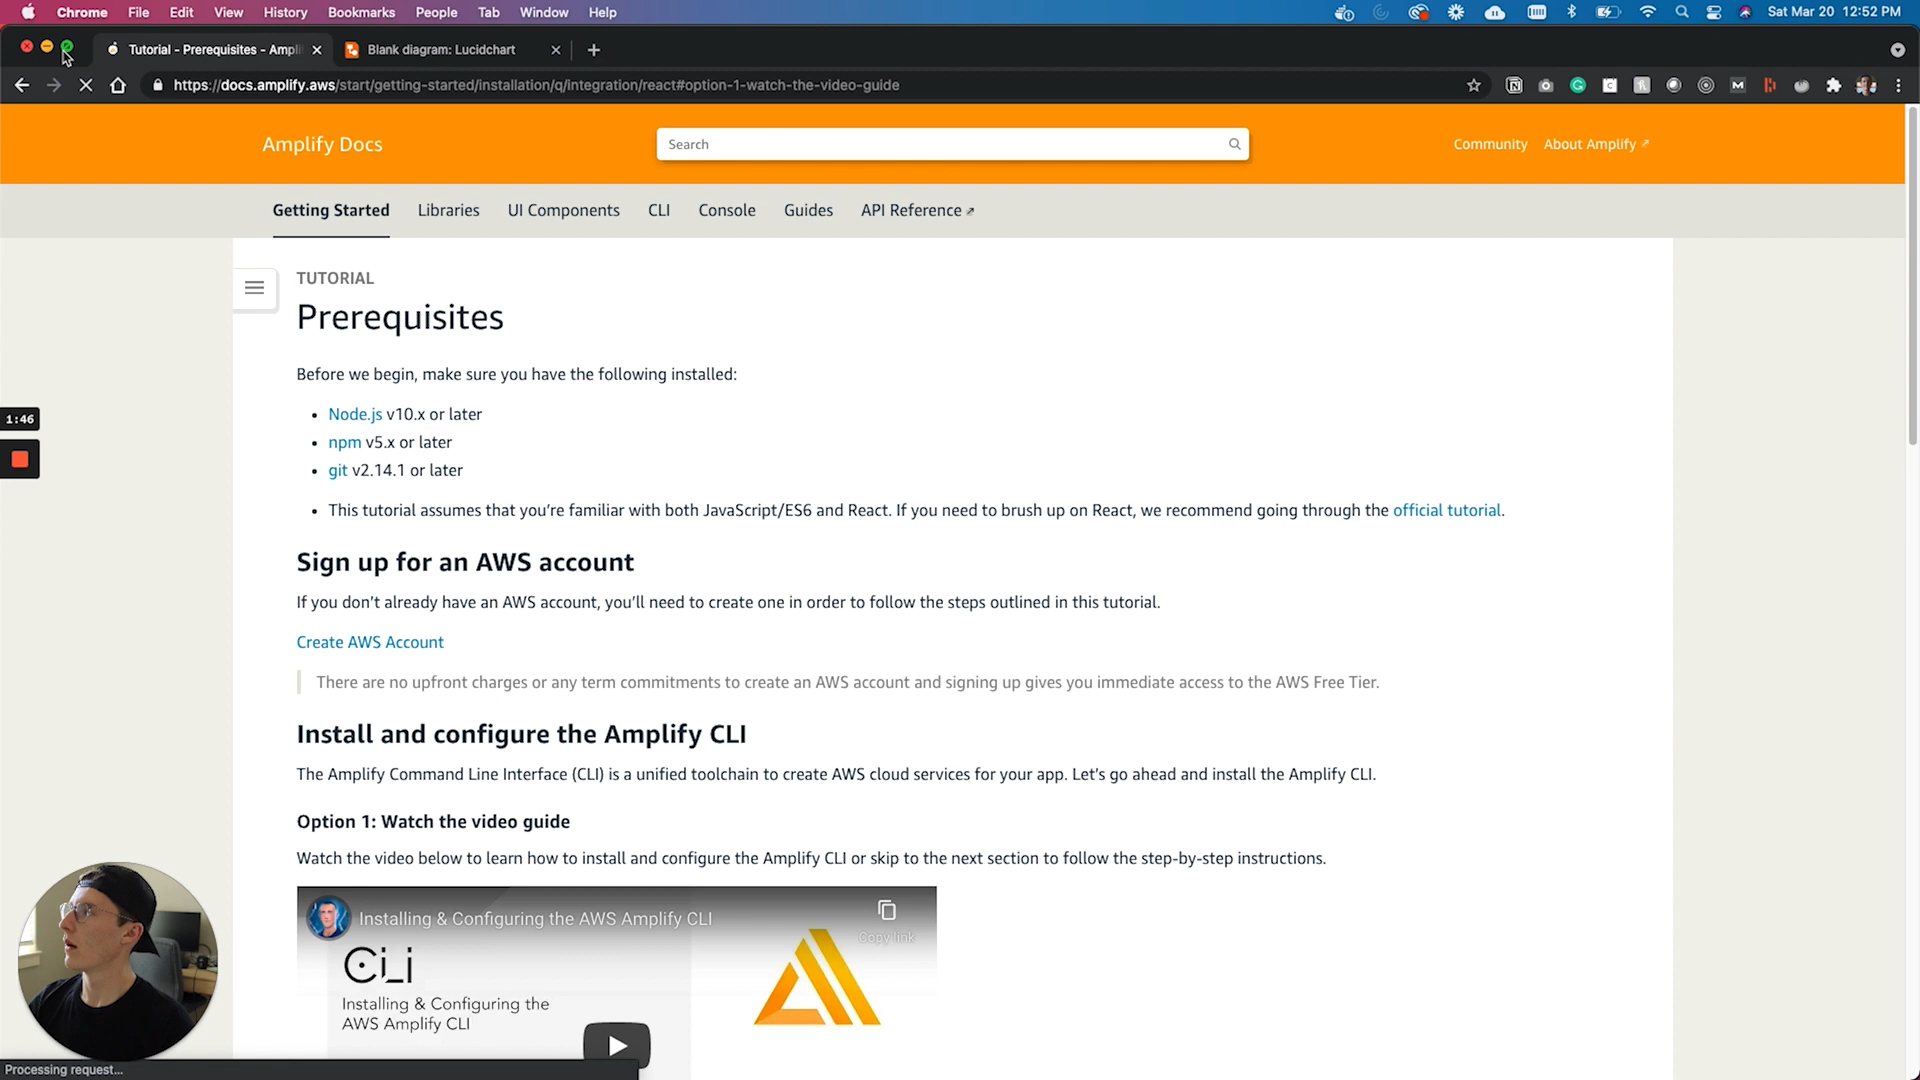 Chrome File Edit View History Bookmarks People Tab Window Help Sat Mar 20 12:52 PM
Tutorial - Prerequisites - Ampli Blank diagram: Lucidchart
https://docs.amplify.aws/start/getting-started/installation/q/integration/react#option-1-watch-the-video-guide
Amplify Docs Search Community About Amplify
Getting Started Libraries UI Components CLI Console Guides API Reference
TUTORIAL
Prerequisites
Before we begin, make sure you have the following installed:
• Node.js v10.x or later
1:46
• npm v5.x or later
• git v2.14.1 or later
• This tutorial assumes that you’re familiar with both JavaScript/ES6 and React. If you need to brush up on React, we recommend going through the official tutorial.
Sign up for an AWS account
If you don’t already have an AWS account, you’ll need to create one in order to follow the steps outlined in this tutorial.
Create AWS Account
There are no upfront charges or any term commitments to create an AWS account and signing up gives you immediate access to the AWS Free Tier.
Install and configure the Amplify CLI
The Amplify Command Line Interface (CLI) is a unified toolchain to create AWS cloud services for your app. Let’s go ahead and install the Amplify CLI.
Option 1: Watch the video guide
Watch the video below to learn how to install and configure the Amplify CLI or skip to the next section to follow the step-by-step instructions.
Installing & Configuring the AWS Amplify CLI
Copy link
CLI
Installing & Configuring the
AWS Amplify CLI
Processing request...